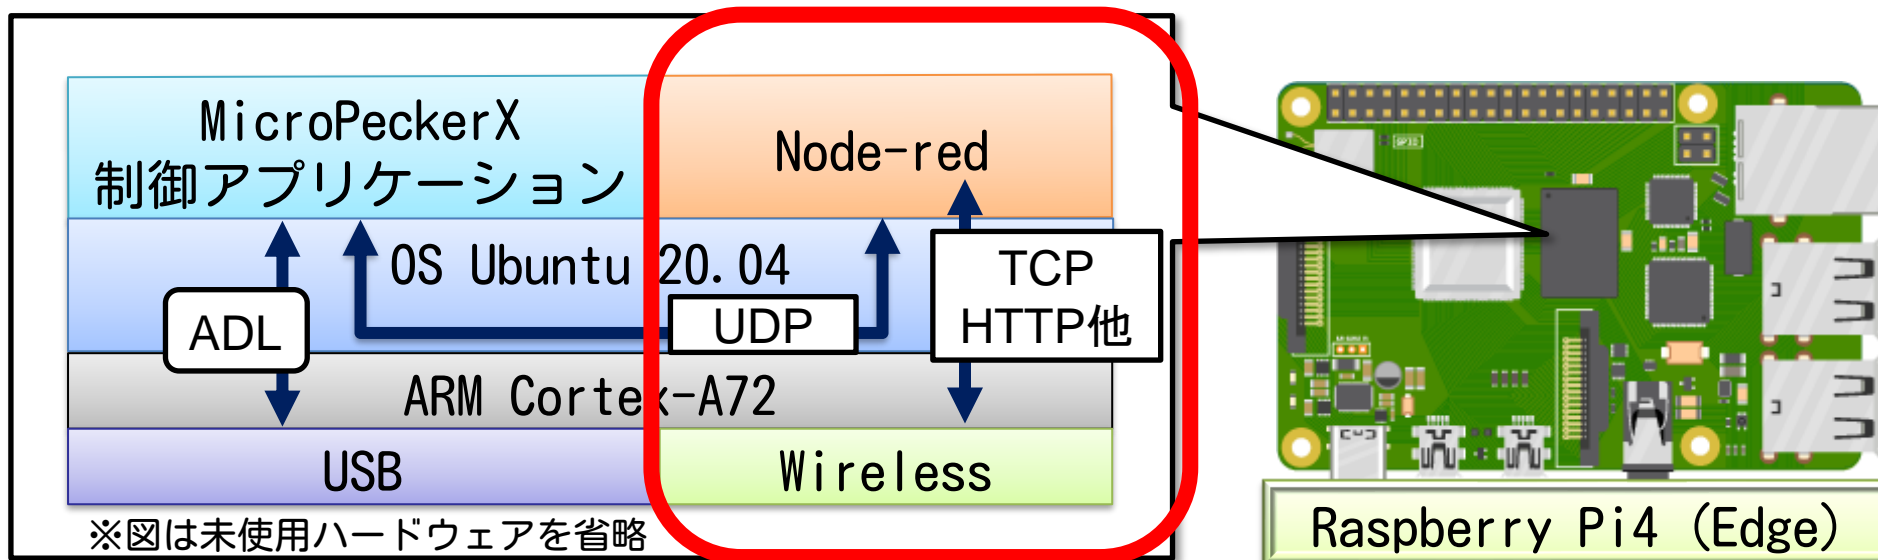 MicroPeckerX
制御アプリケーション
Node-red
OS Ubuntu 20.04
ADL
UDP
TCP
HTTP他
ARM Cortex-A72
USB
Wireless
※図は未使用ハードウェアを省略
GPIO
Raspberry Pi4 (Edge)